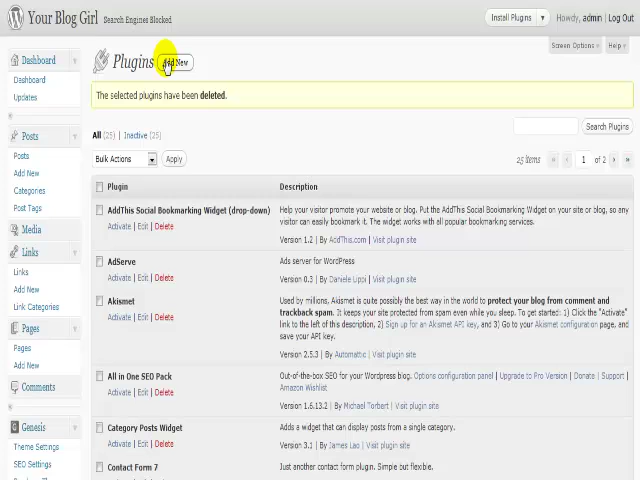 Your Blog Girl Search Engines Blocked
Install Plugins Howdy, admin | Log Out
Screen Options Help
Dashboard
Dashboard
Updates
Posts
Posts
Add New
Categories
Post Tags
Media
Links
Links
Add New
Link Categories
Pages
Pages
Add New
Comments
Genesis
Theme Settings
SEO Settings
Plugins Add New
The selected plugins have been deleted.
All (25) | Inactive (25)
Search Plugins
Bulk Actions Apply
25 items « ‹ 1 of 2 › »
Plugin Description
AddThis Social Bookmarking Widget (drop-down)
Activate | Edit | Delete
Help your visitor promote your website or blog. Put the AddThis Social Bookmarking Widget on your site or blog, so any
visitor can easily bookmark it. The widget works with all popular bookmarking services.
Version 1.2 | By AddThis.com | Visit plugin site
AdServe
Activate | Edit | Delete
Ads server for WordPress
Version 0.3 | By Daniele Lippi | Visit plugin site
Akismet
Activate | Edit | Delete
Used by millions, Akismet is quite possibly the best way in the world to protect your blog from comment and
trackback spam. It keeps your site protected from spam even while you sleep. To get started: 1) Click the "Activate"
link to the left of this description, 2) Sign up for an Akismet API key, and 3) Go to your Akismet configuration page, and
save your API key.
Version 2.5.3 | By Automattic | Visit plugin site
All in One SEO Pack
Activate | Edit | Delete
Out-of-the-box SEO for your Wordpress blog. Options configuration panel | Upgrade to Pro Version | Donate | Support |
Amazon Wishlist
Version 1.6.13.2 | By Michael Torbert | Visit plugin site
Category Posts Widget
Activate | Edit | Delete
Adds a widget that can display posts from a single category.
Version 3.1 | By James Lao | Visit plugin site
Contact Form 7
Just another contact form plugin. Simple but flexible.